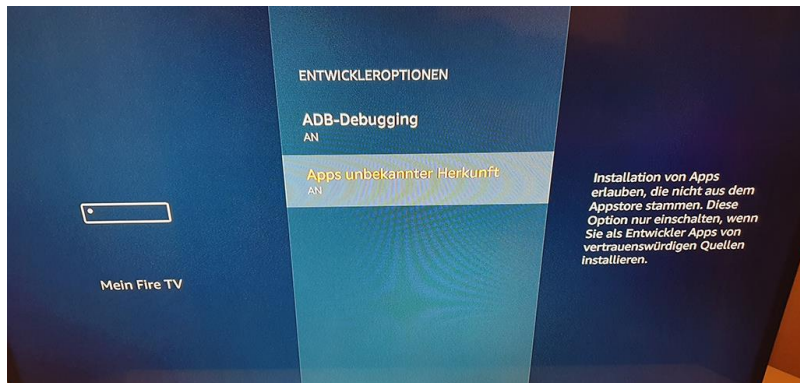 ENTWICKLEROPTIONEN
ADB-Debugging
AN
Apps unbekannter Herkunft
AN
Mein Fire TV
Installation von Apps
erlauben, die nicht aus dem
Appstore stammen. Diese
Option nur einschalten, wenn
Sie als Entwickler Apps von
vertrauenswürdigen Quellen
installieren.